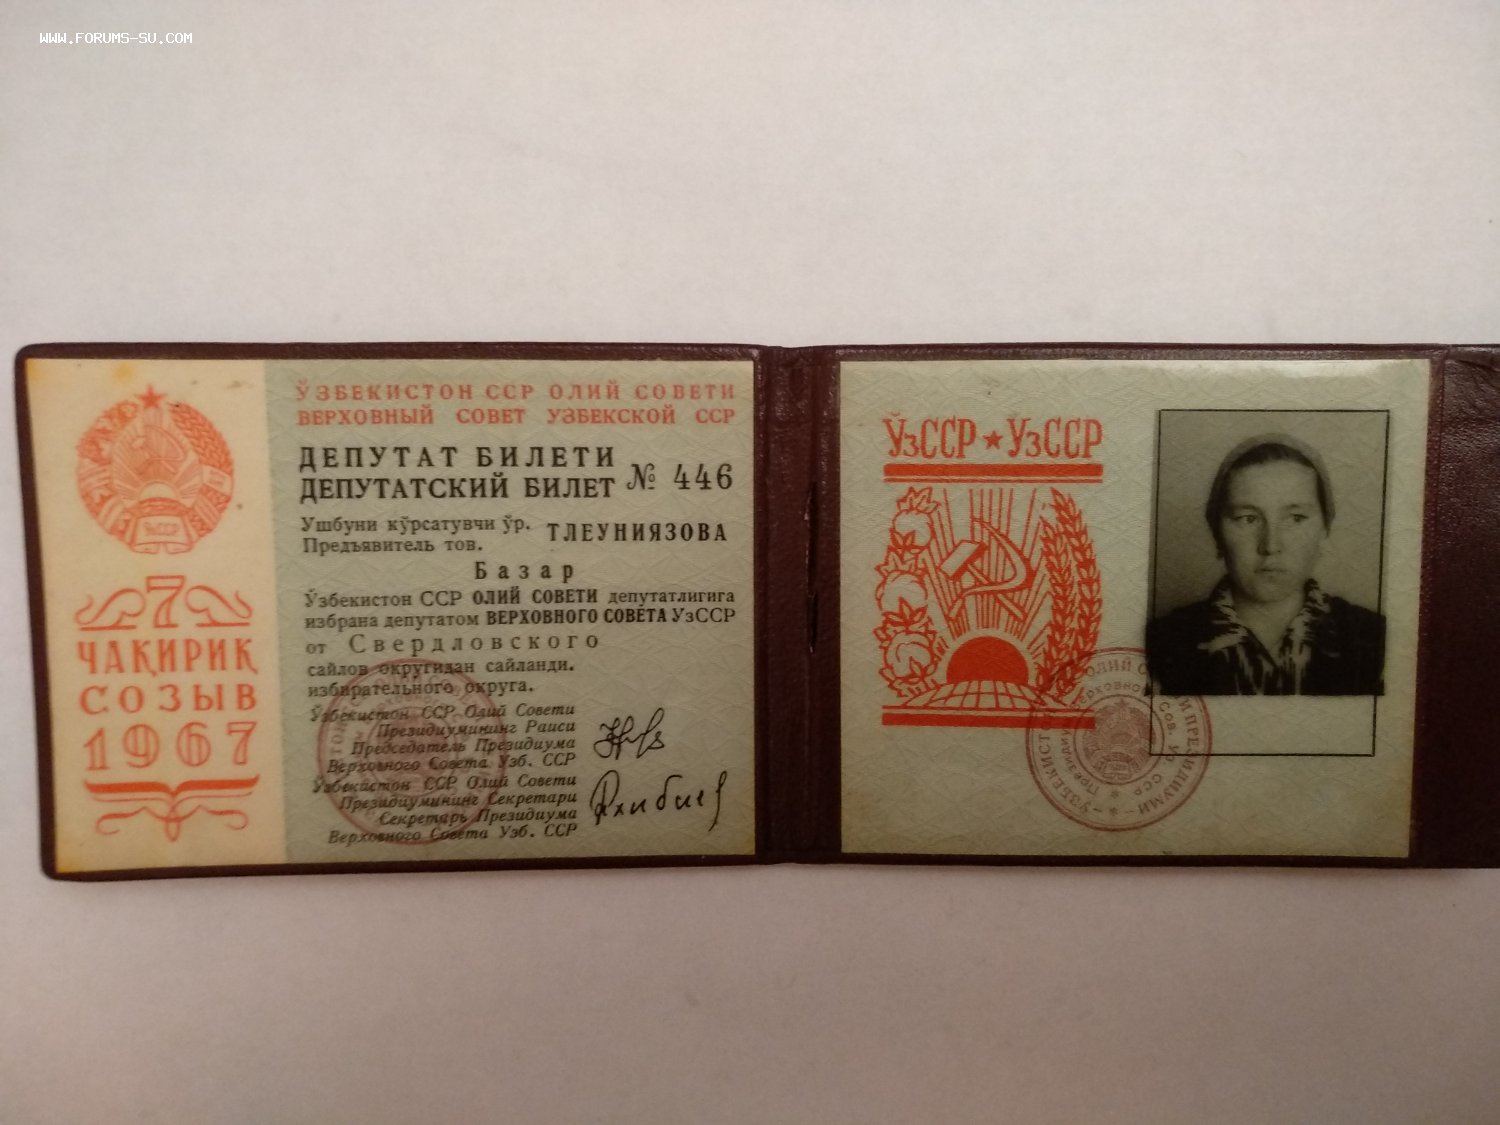 WWW.FORUMS-SU.COM
УзССР
7
ЧАҚИРИҚ
СОЗЫВ
1967
ЎЗБЕКИСТОН ССР ОЛИЙ СОВЕТИ
ВЕРХОВНЫЙ СОВЕТ УЗБЕКСКОЙ ССР
ДЕПУТАТ БИЛЕТИ
ДЕПУТАТСКИЙ БИЛЕТ № 446
Ушбуни кўрсатувчи ўр. ТЛЕУНИЯЗОВА
Предъявитель тов.
Базар
Ўзбекистон ССР ОЛИЙ СОВЕТИ депутатлигига
избрана депутатом ВЕРХОВНОГО СОВЕТА УзССР
от Свердловского
сайлов округидан сайланди.
избирательного округа.
Ўзбекистон ССР Олий Совети
Президиумининг Раиси
Председатель Президиума
Верховного Совета Узб. ССР
Ўзбекистон ССР Олий Совети
Президиумининг Секретари
Секретарь Президиума
Верховного Совета Узб. ССР
ЎзССР ★ УзССР